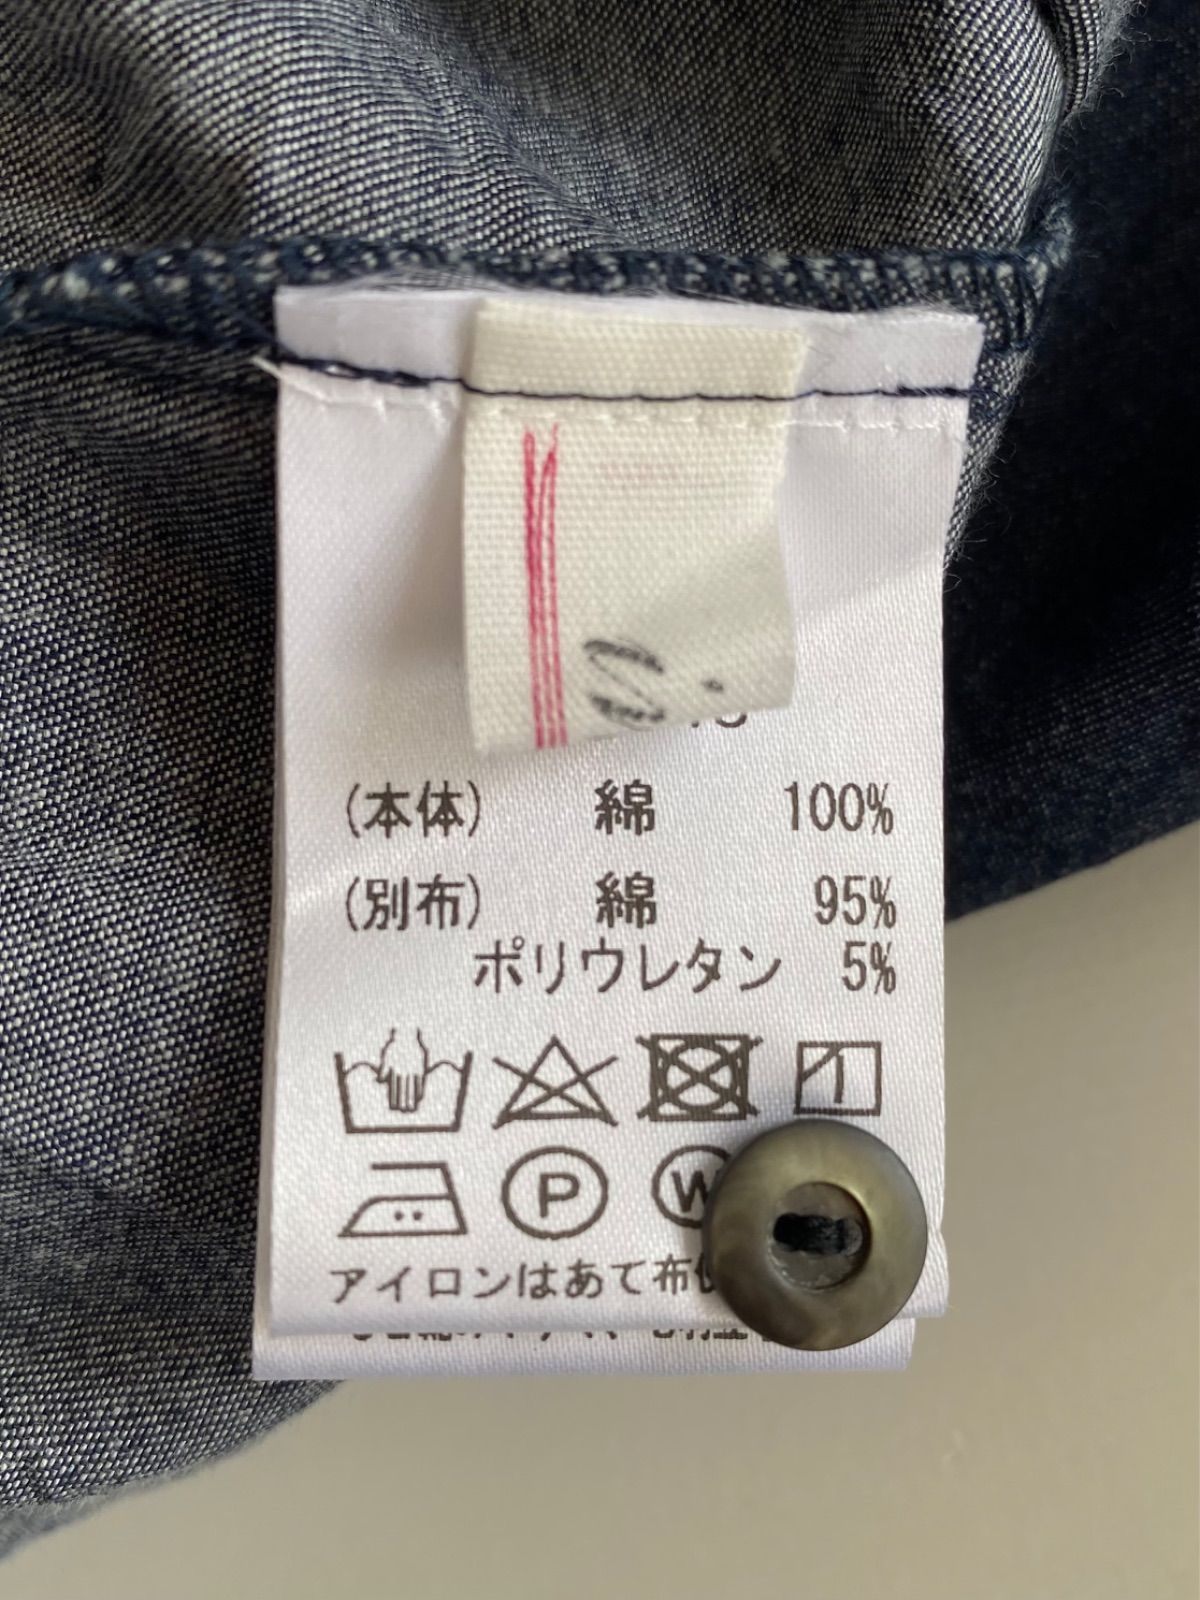 (本体) 綿 100%
(別布) 綿 95%
ポリウレタン 5%
P W
アイロンはあて布